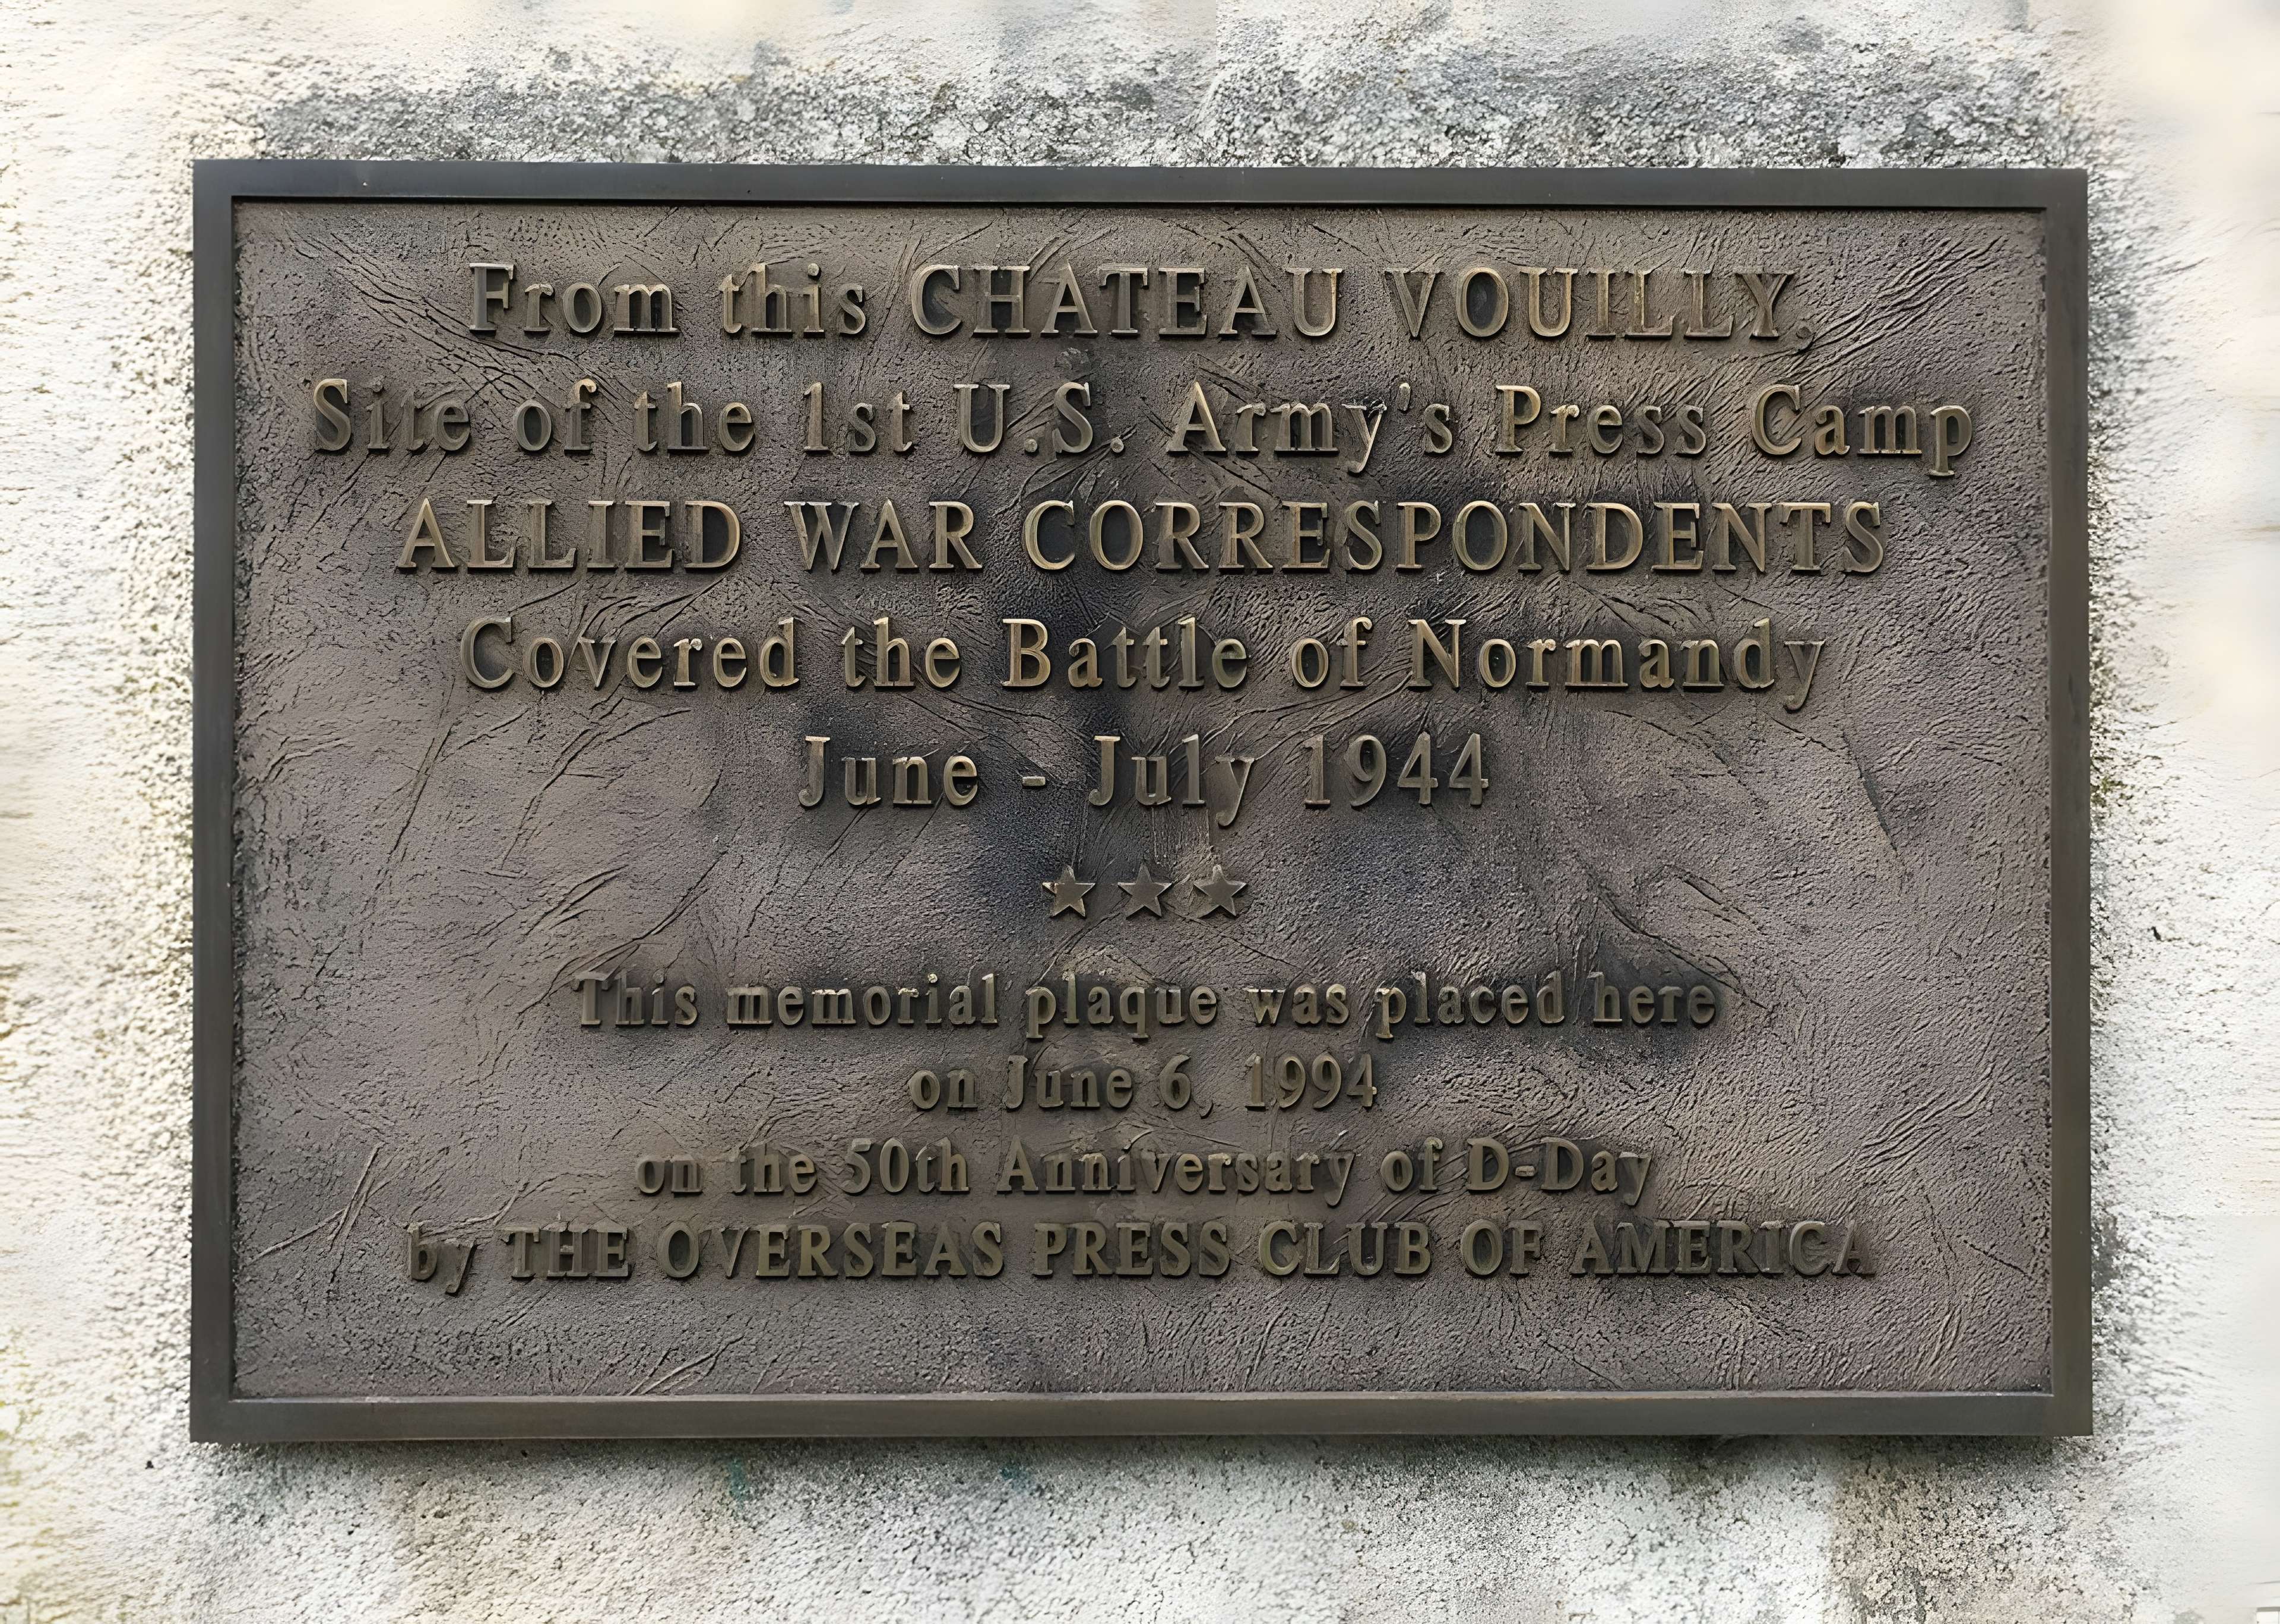 From this CHATEAU VOUILLY,
Site of the 1st U.S. Army's Press Camp
ALLIED WAR CORRESPONDENTS
Covered the Battle of Normandy
June - July 1944
★★★
This memorial plaque was placed here
on June 6, 1994
on the 50th Anniversary of D-Day
by THE OVERSEAS PRESS CLUB OF AMERICA